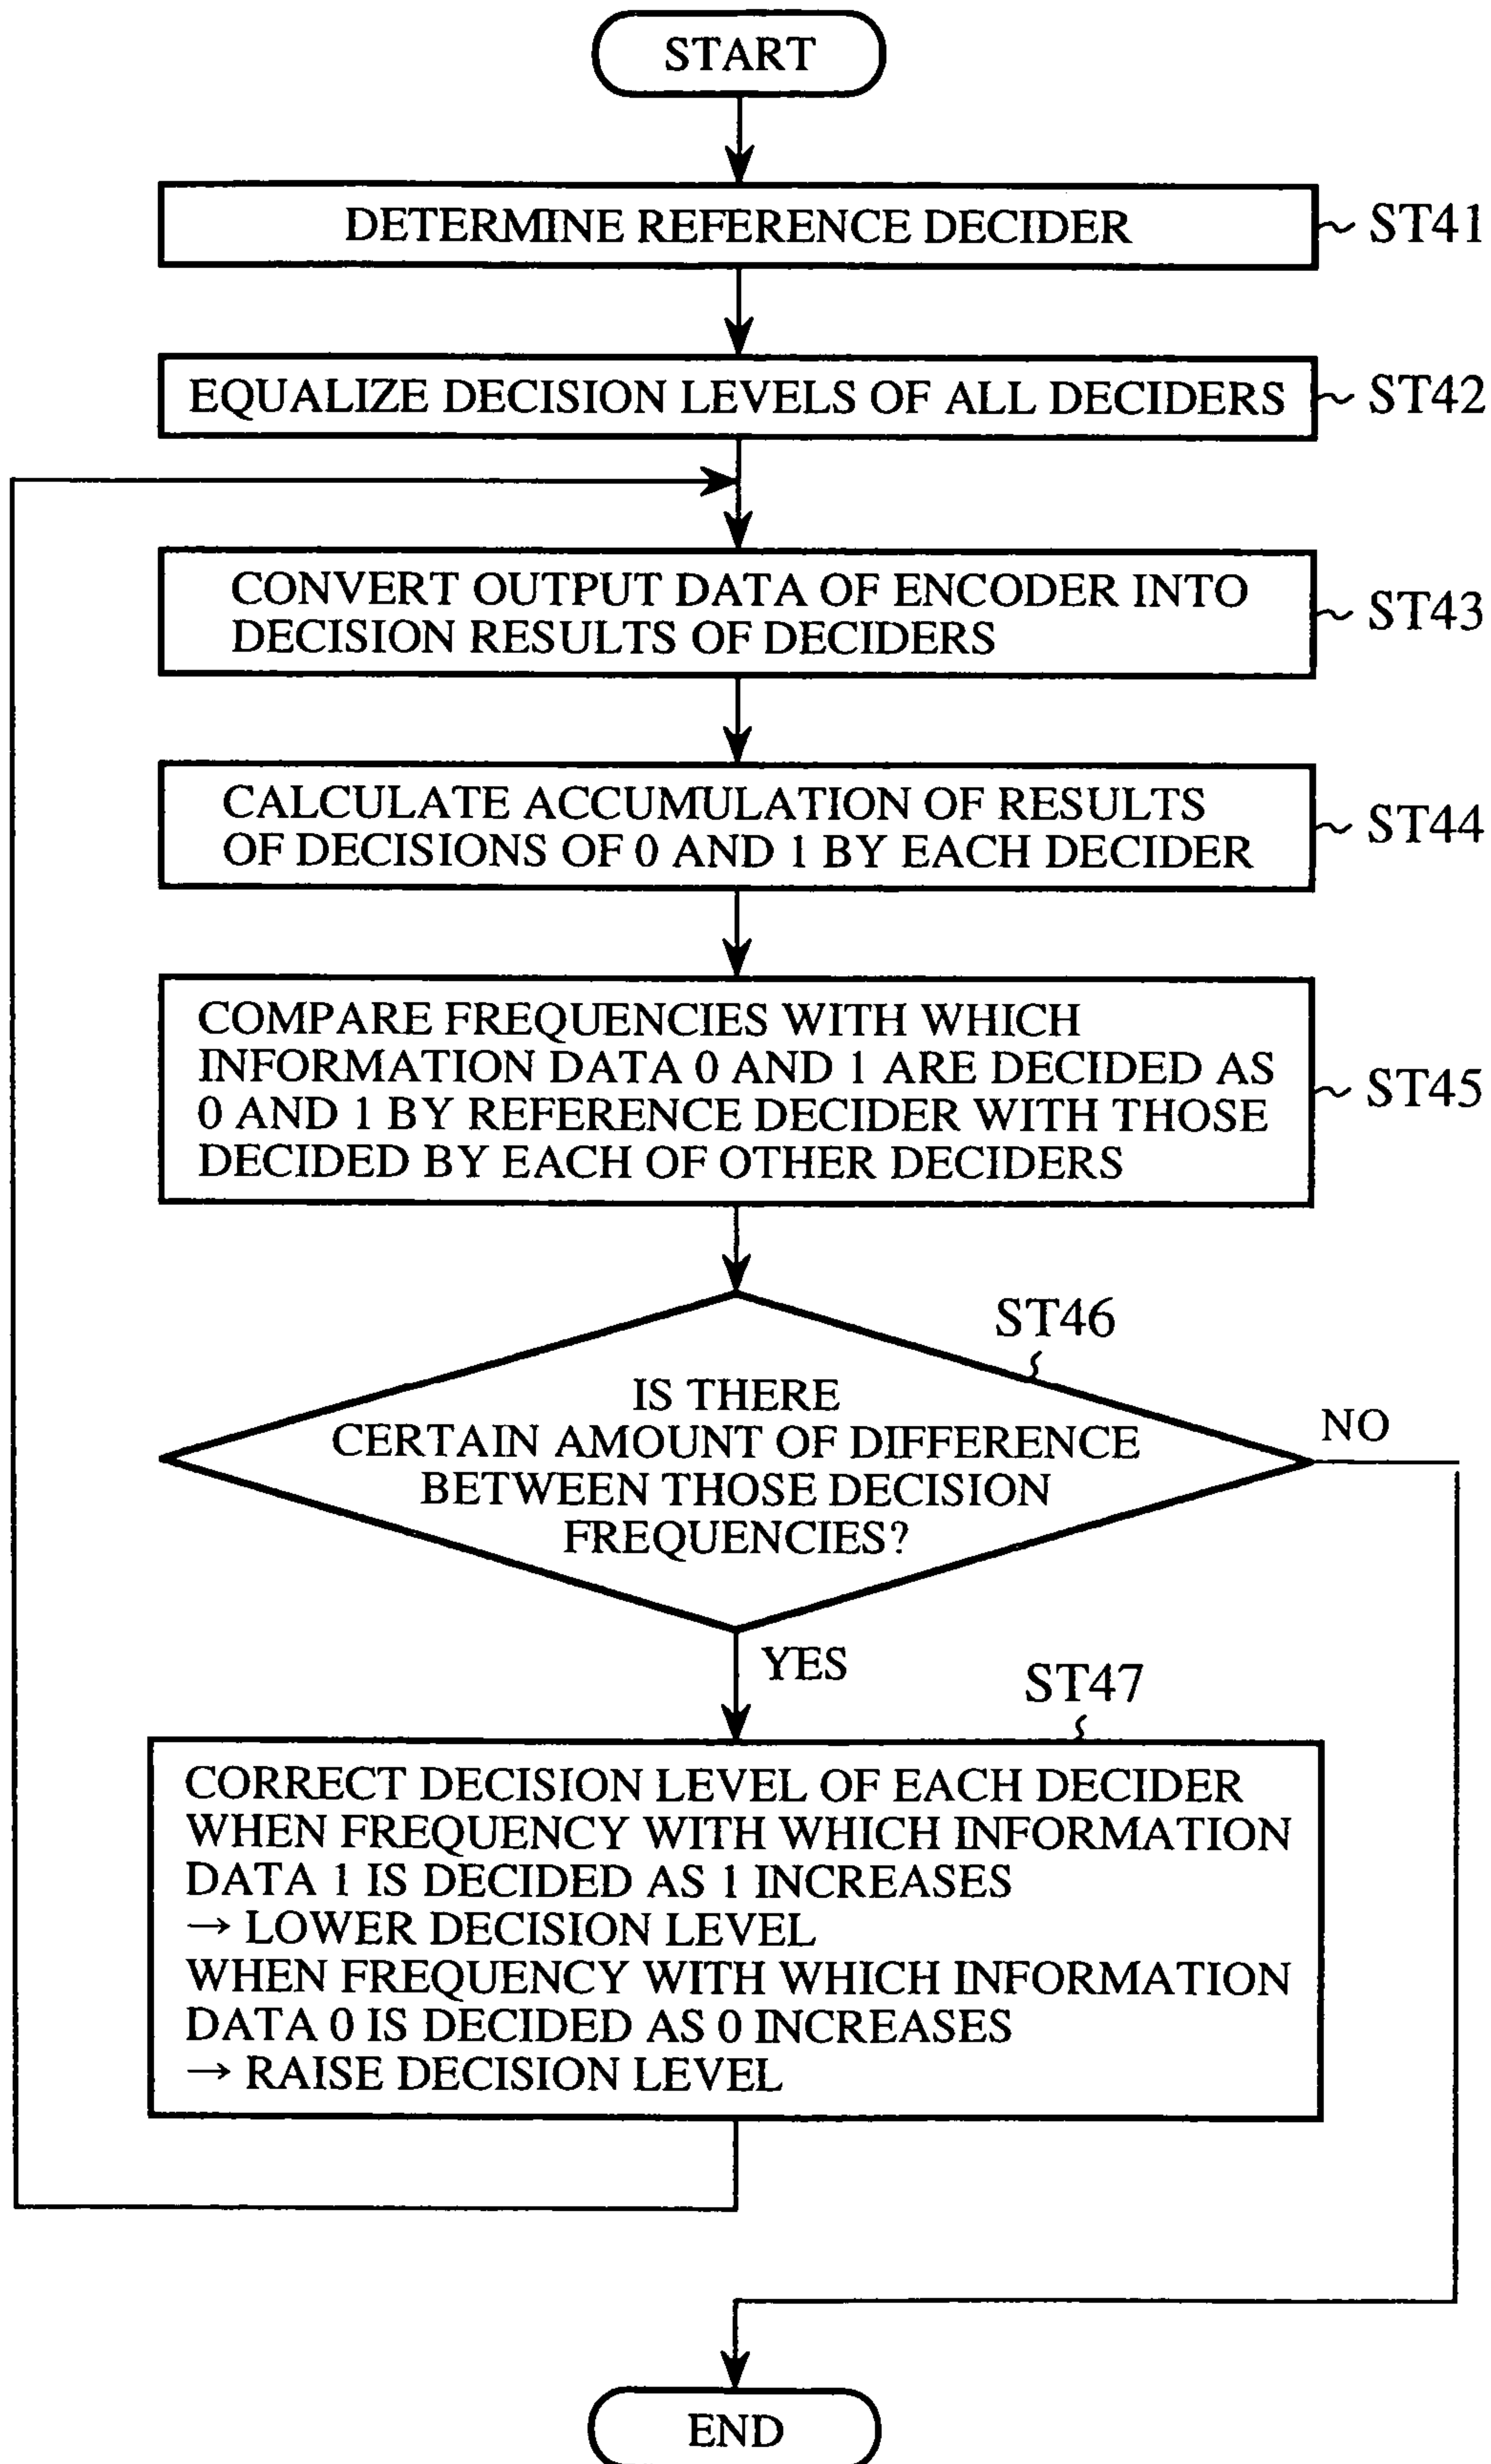 START
DETERMINE REFERENCE DECIDER
ST41
EQUALIZE DECISION LEVELS OF ALL DECIDERS
ST42
CONVERT OUTPUT DATA OF ENCODER INTO
DECISION RESULTS OF DECIDERS
ST43
CALCULATE ACCUMULATION OF RESULTS
OF DECISIONS OF 0 AND 1 BY EACH DECIDER
ST44
COMPARE FREQUENCIES WITH WHICH
INFORMATION DATA 0 AND 1 ARE DECIDED AS
0 AND 1 BY REFERENCE DECIDER WITH THOSE
DECIDED BY EACH OF OTHER DECIDERS
ST45
ST46
IS THERE
CERTAIN AMOUNT OF DIFFERENCE
BETWEEN THOSE DECISION
FREQUENCIES?
NO
YES
ST47
CORRECT DECISION LEVEL OF EACH DECIDER
WHEN FREQUENCY WITH WHICH INFORMATION
DATA 1 IS DECIDED AS 1 INCREASES
→ LOWER DECISION LEVEL
WHEN FREQUENCY WITH WHICH INFORMATION
DATA 0 IS DECIDED AS 0 INCREASES
→ RAISE DECISION LEVEL
END